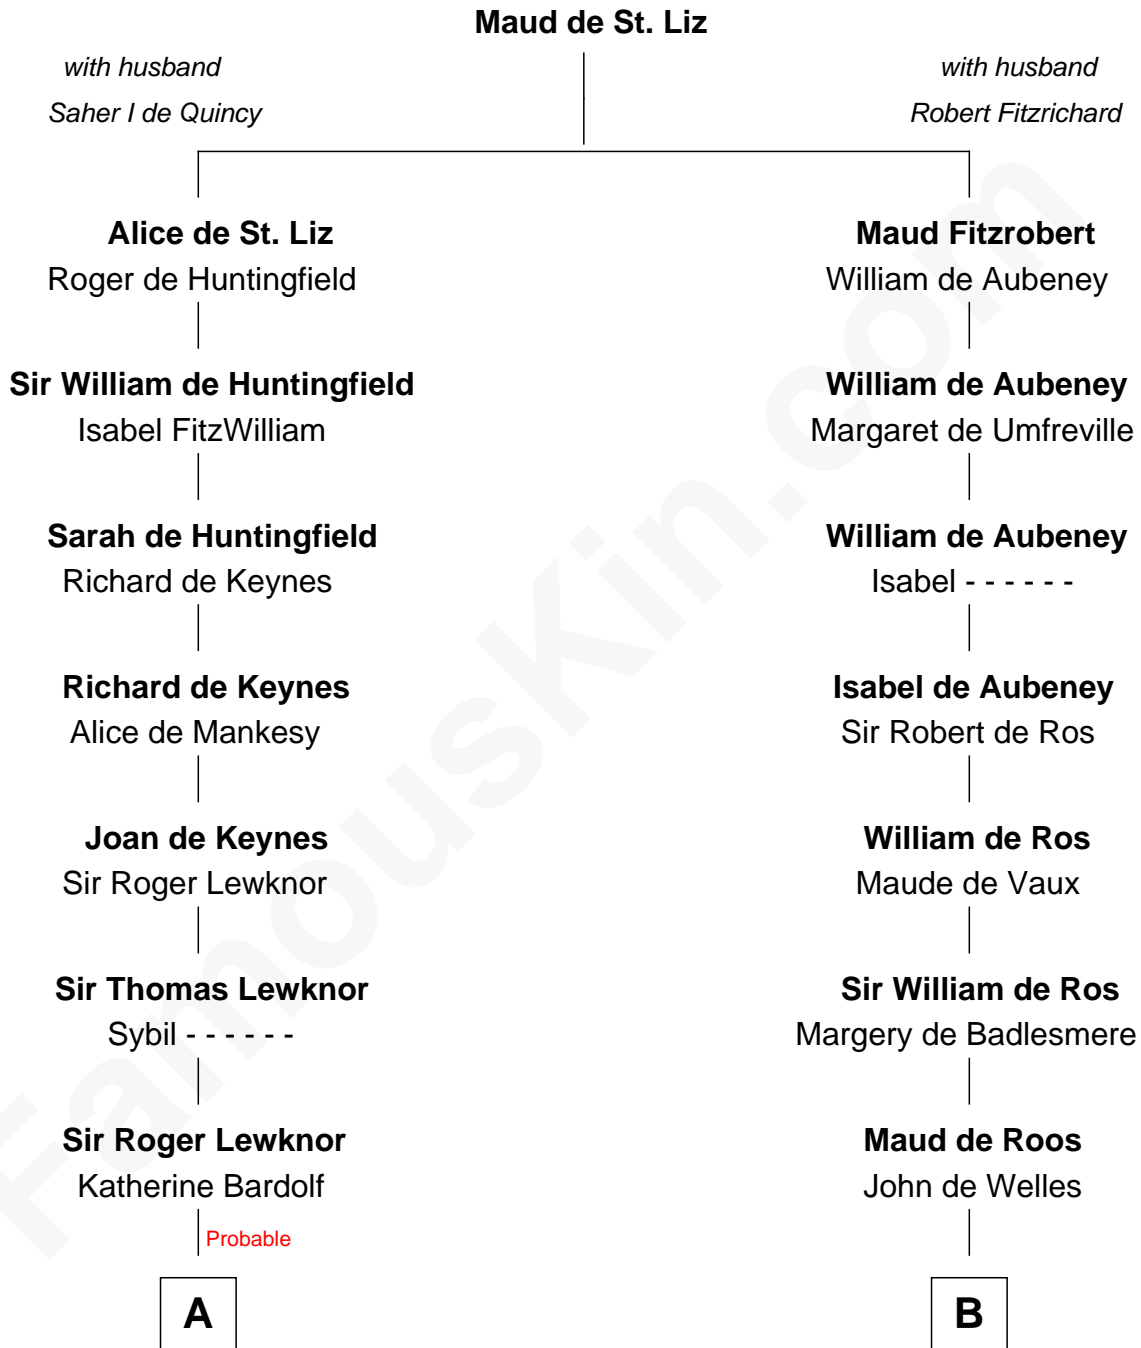 Maud de St. Liz
with husband
Saher I de Quincy
with husband
Robert Fitzrichard
Alice de St. Liz
Roger de Huntingfield
Maud Fitzrobert
William de Aubeney
Sir William de Huntingfield
Isabel FitzWilliam
William de Aubeney
Margaret de Umfreville
Sarah de Huntingfield
Richard de Keynes
William de Aubeney
Isabel - - - - - -
Richard de Keynes
Alice de Mankesy
Isabel de Aubeney
Sir Robert de Ros
Joan de Keynes
Sir Roger Lewknor
William de Ros
Maude de Vaux
Sir Thomas Lewknor
Sybil - - - - - -
Sir William de Ros
Margery de Badlesmere
Sir Roger Lewknor
Katherine Bardolf
Maud de Roos
John de Welles
Probable
A
B
FamousKin.com